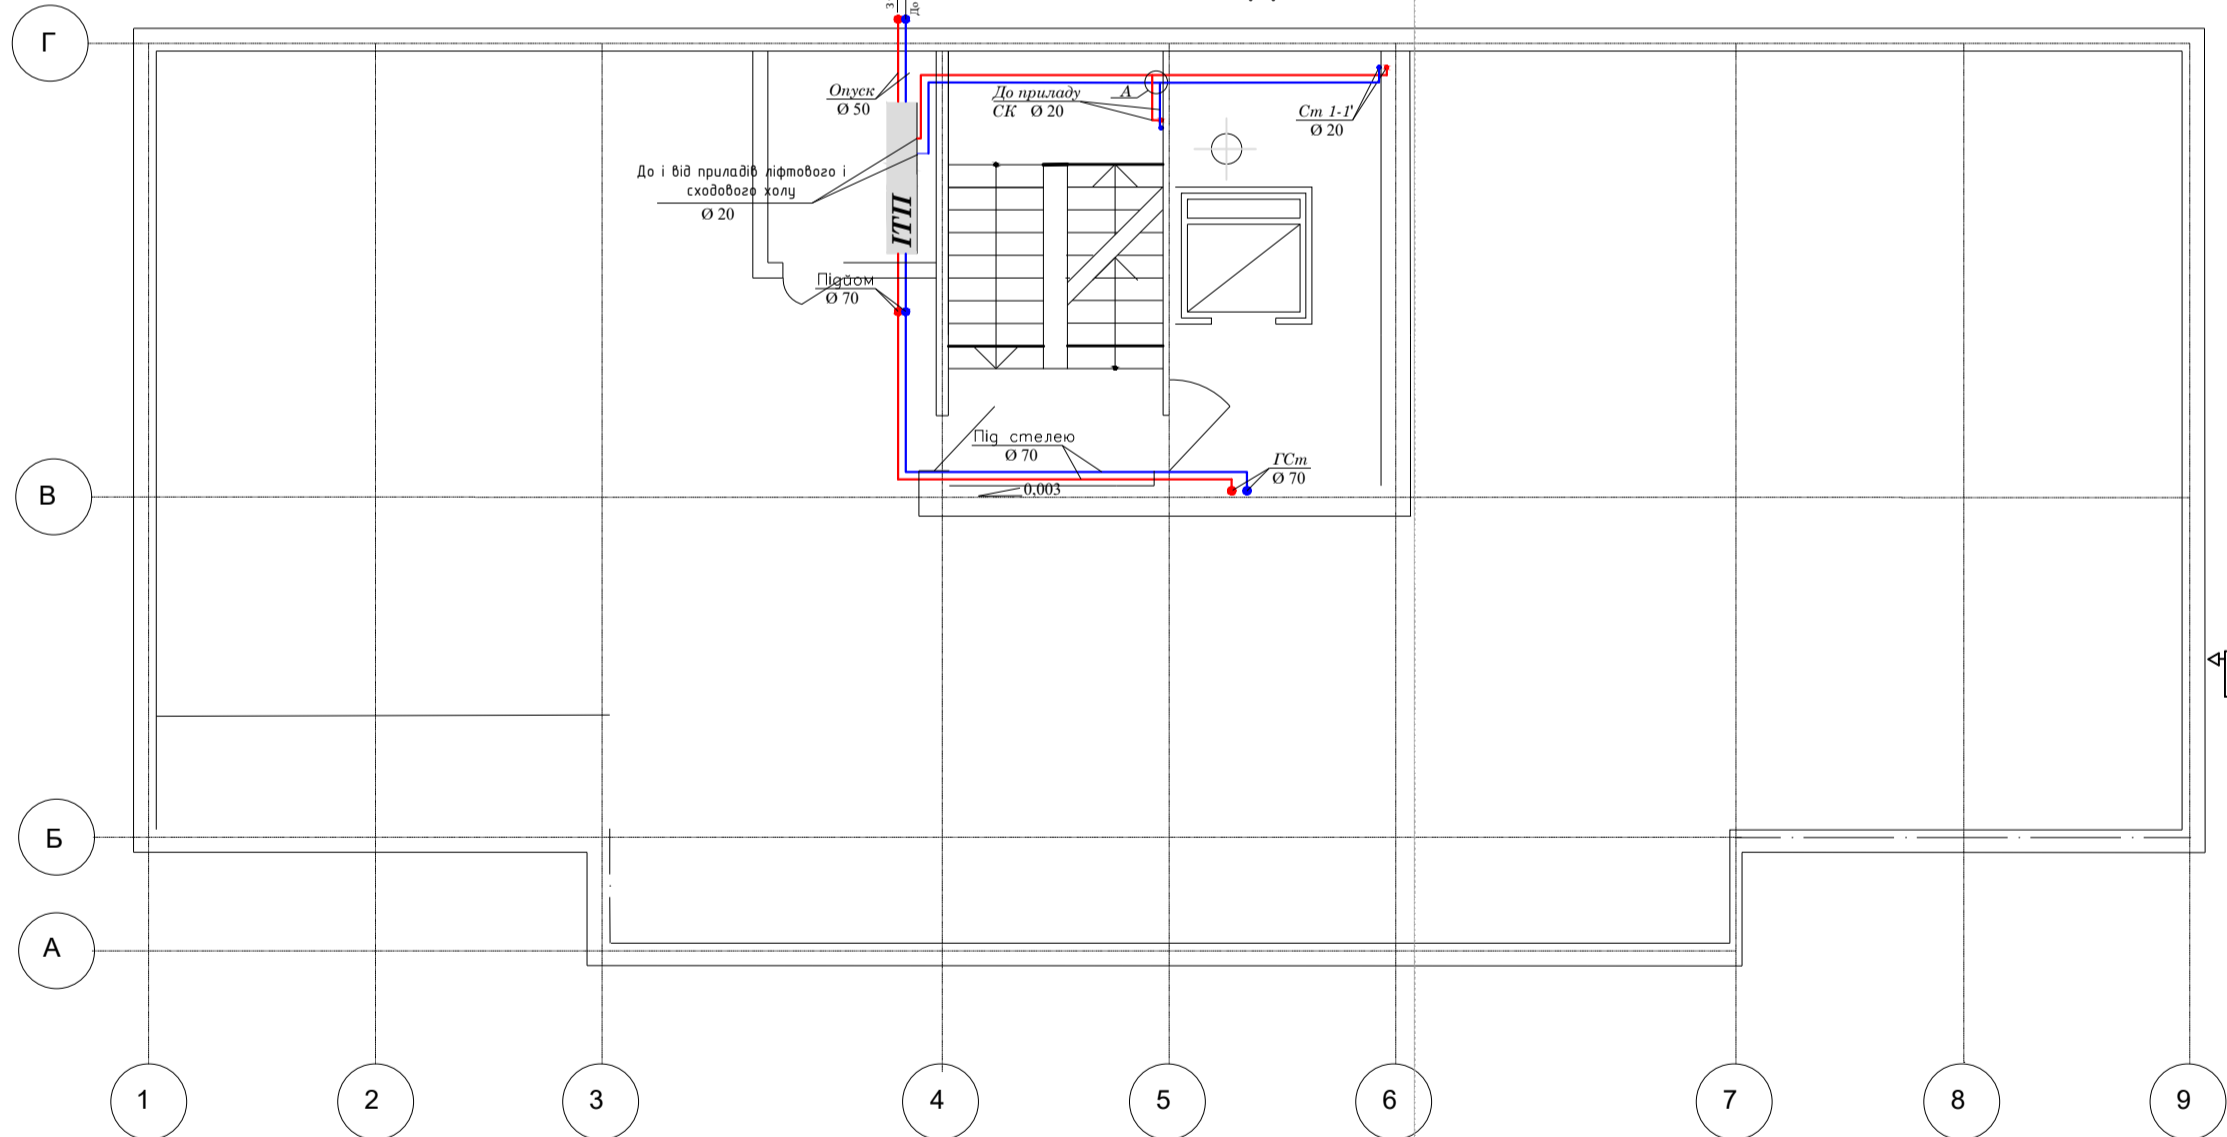 З
До
Г
Опуск
Ø 50
До приладу
СК Ø 20
А
Ст 1-1'
Ø 20
До і від приладів ліфтового і
сходового холу
Ø 20
ІТП
Підйом
Ø 70
Під стелею
Ø 70
ГСт
Ø 70
0,003
В
Б
А
1
2
3
4
5
6
7
8
9